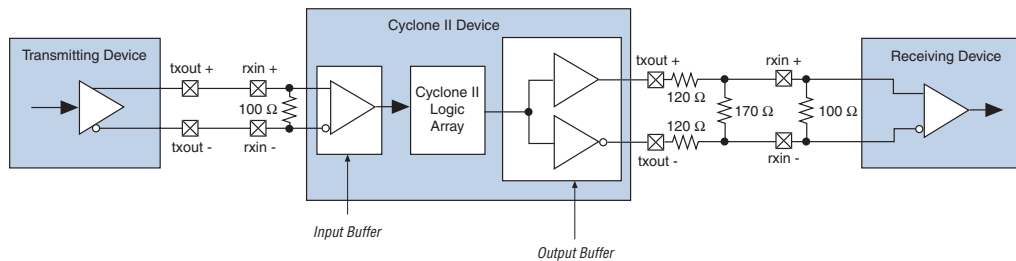 Cyclone II Device
Transmitting Device
Receiving Device
txout +
rxin +
txout +
rxin +
100 Ω
Cyclone II
Logic
Array
120 Ω
170 Ω
100 Ω
120 Ω
txout -
rxin -
txout -
rxin -
Input Buffer
Output Buffer